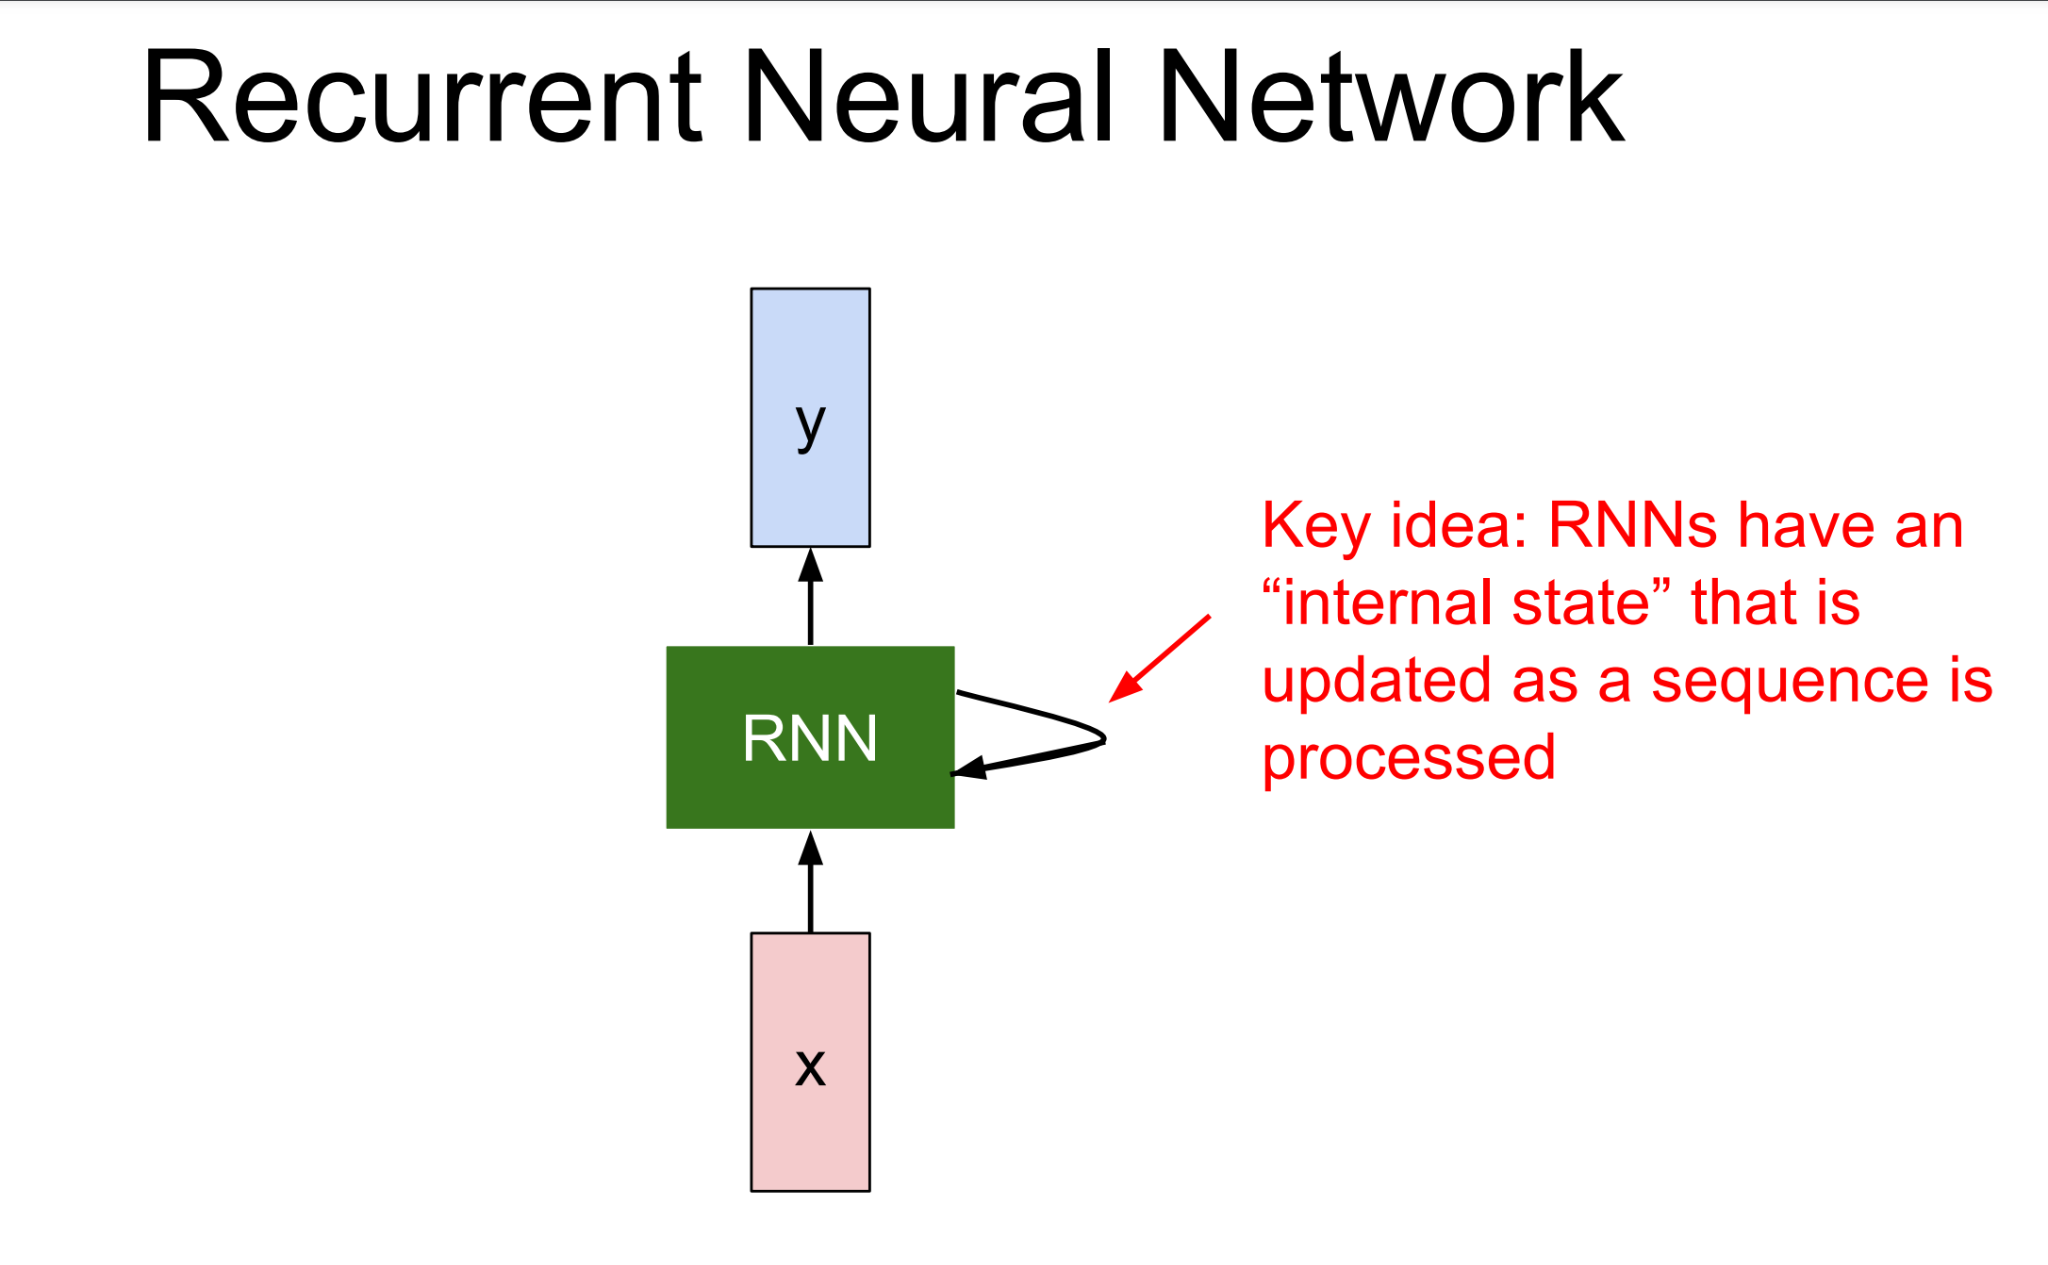 Recurrent Neural Network
y
Key idea: RNNs have an
“internal state” that is
updated as a sequence is
processed
RNN
x